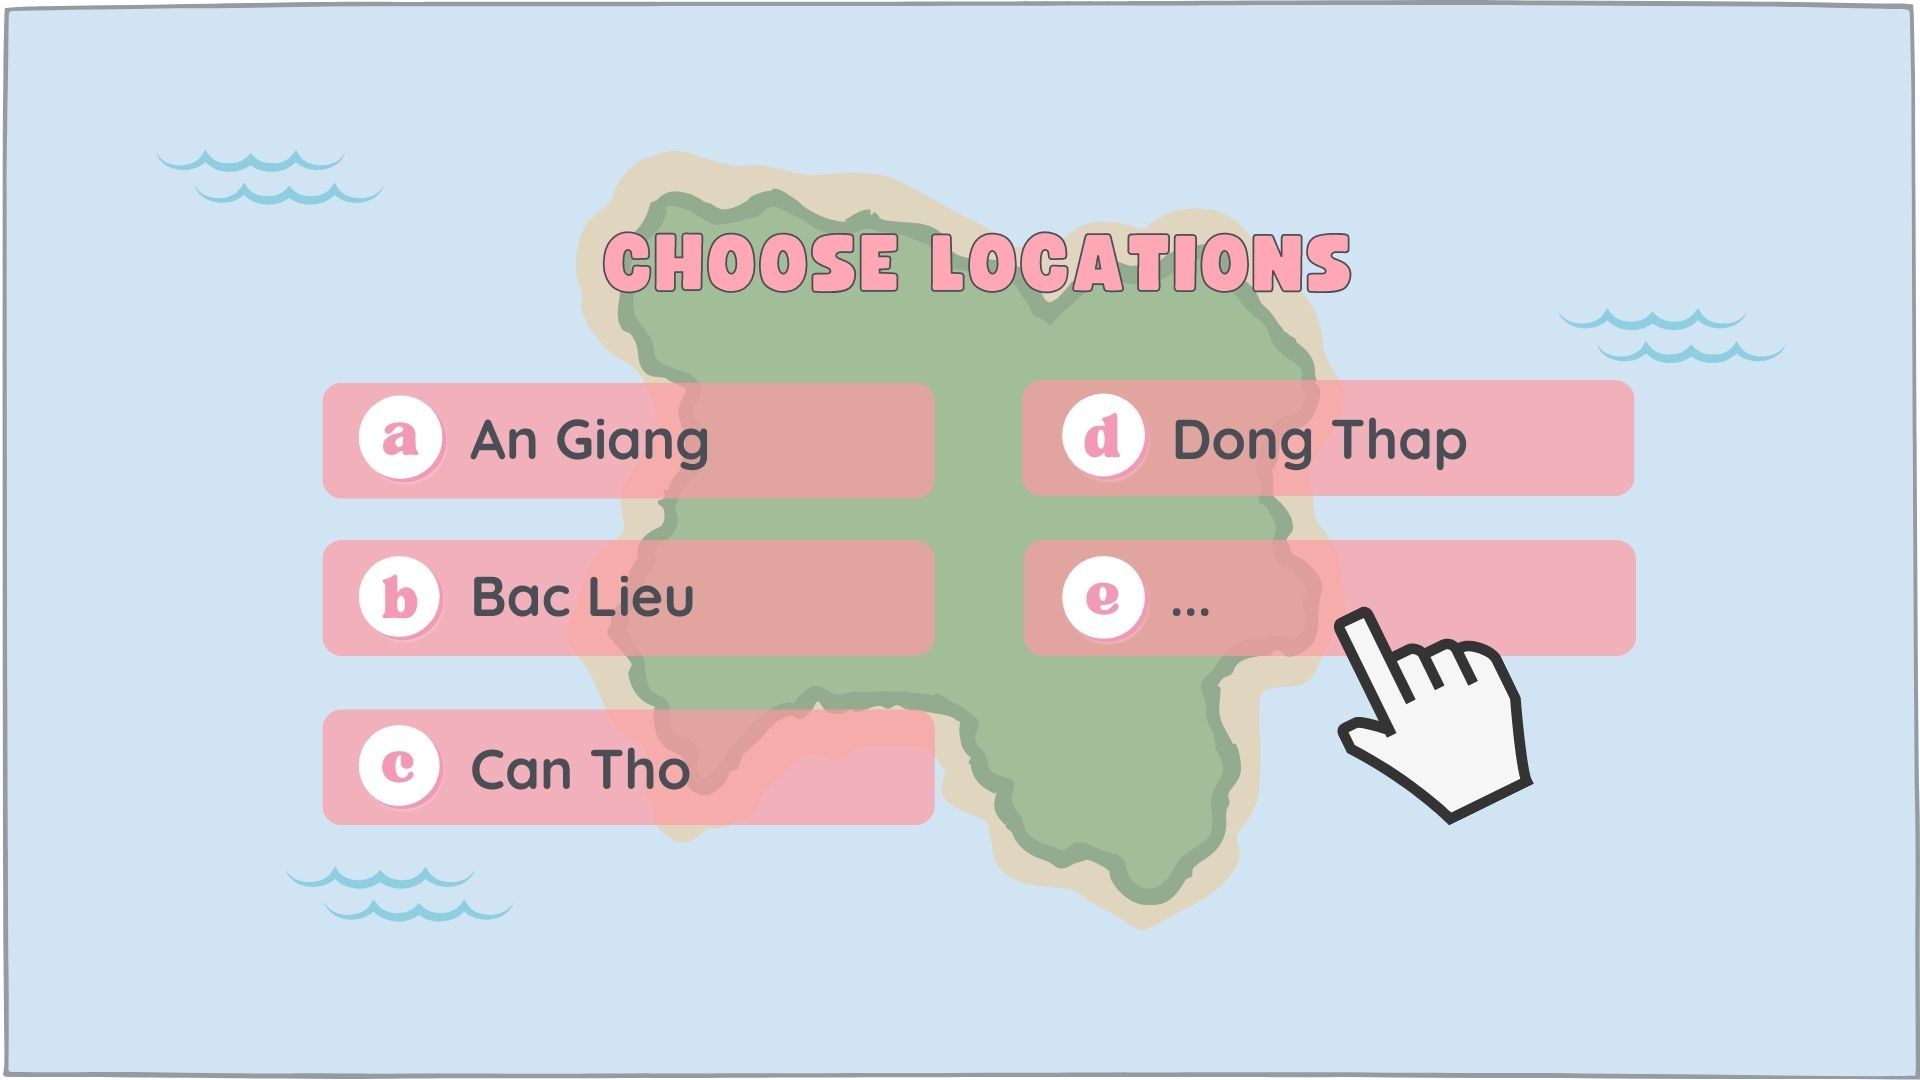 CHOOSE LOCATIONS
a An Giang
b Bac Lieu
c Can Tho
d Dong Thap
e ...